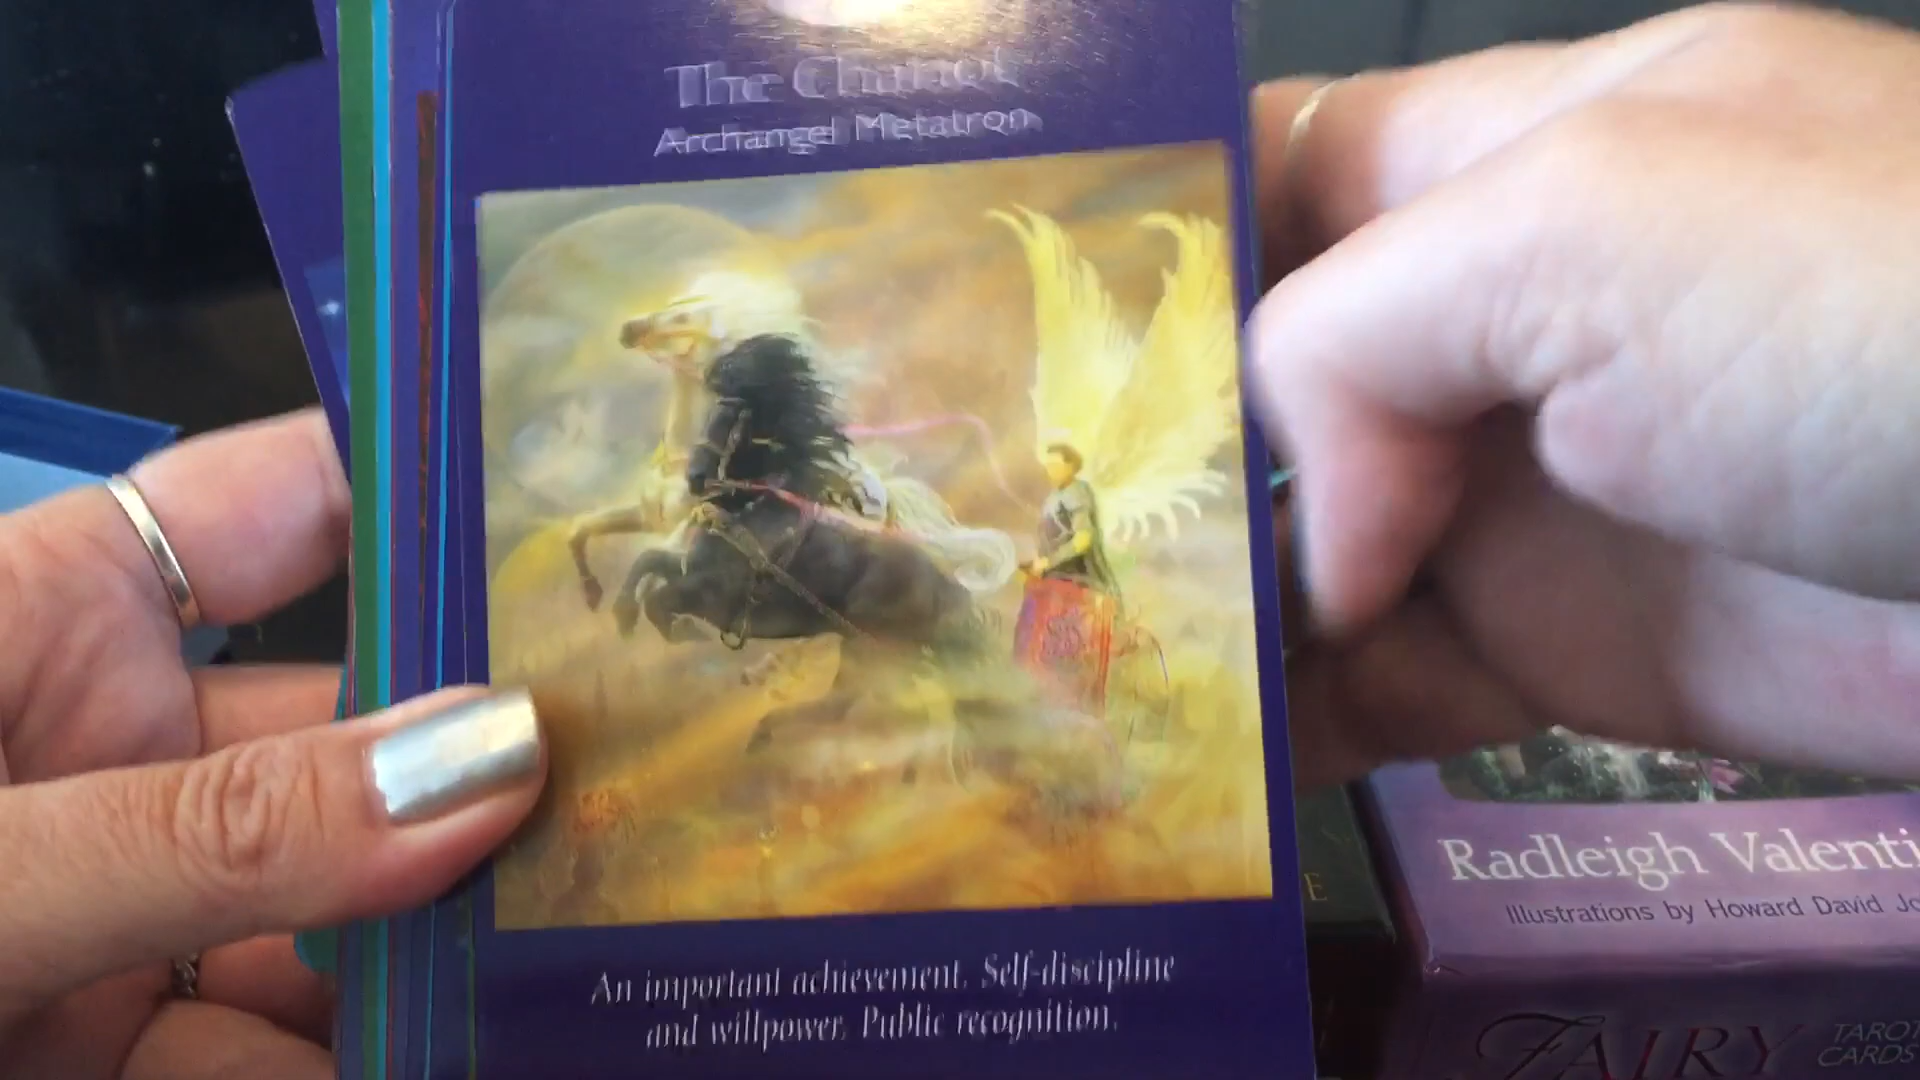 The Chariot
Archangel Metatron
An important achievement. Self-discipline
and willpower. Public recognition.
E
Radleigh Valenti
Illustrations by Howard David Jo
FAIRY TAROT
CARDS